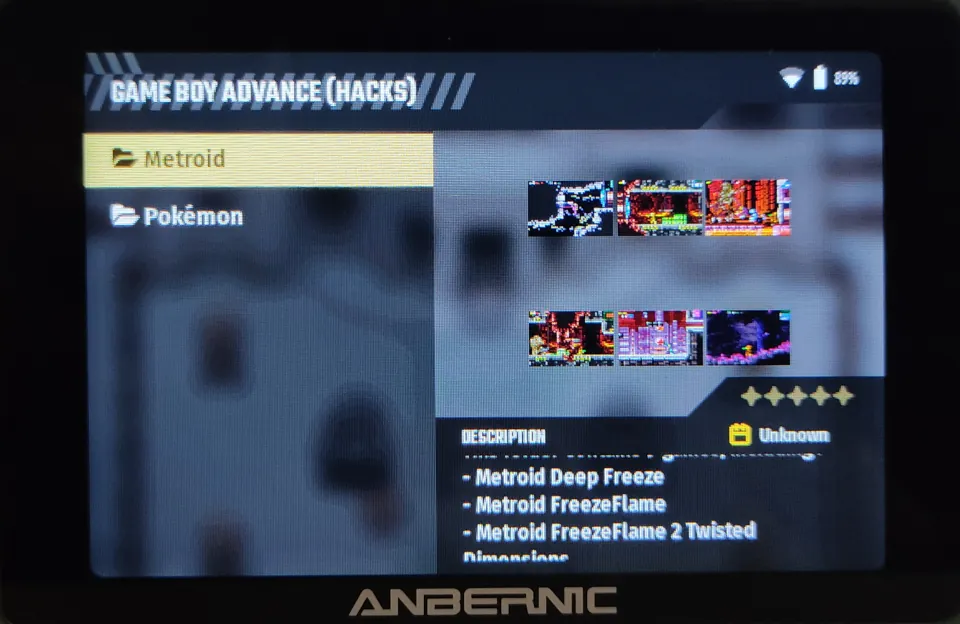 GAME BOY ADVANCE (HACKS)
89%
Metroid
Pokémon
DESCRIPTION
Unknown
- Metroid Deep Freeze
- Metroid FreezeFlame
- Metroid FreezeFlame 2 Twisted
Dimensions
ANBERNIC